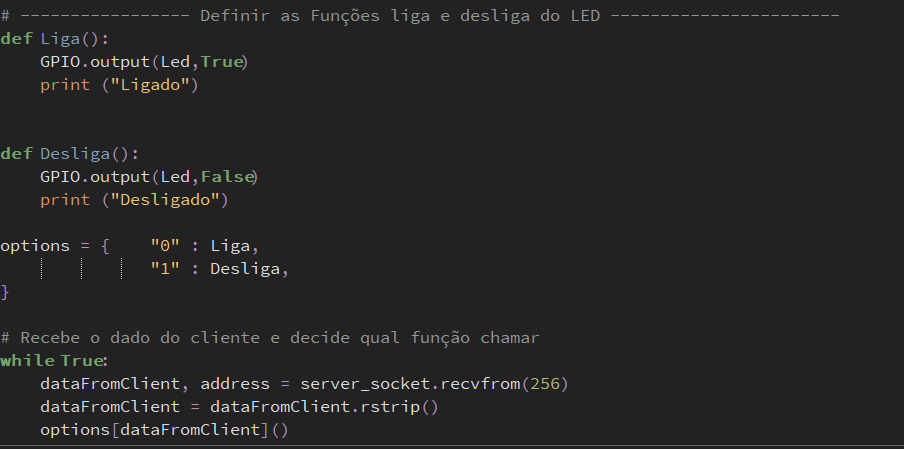 # ----------------- Definir as Funções liga e desliga do LED -----------------------
def Liga():
    GPIO.output(Led,True)
    print ("Ligado")
def Desliga():
    GPIO.output(Led,False)
    print ("Desligado")
options = {    "0" : Liga,
               "1" : Desliga,
}
# Recebe o dado do cliente e decide qual função chamar
while True:
    dataFromClient, address = server_socket.recvfrom(256)
    dataFromClient = dataFromClient.rstrip()
    options[dataFromClient]()